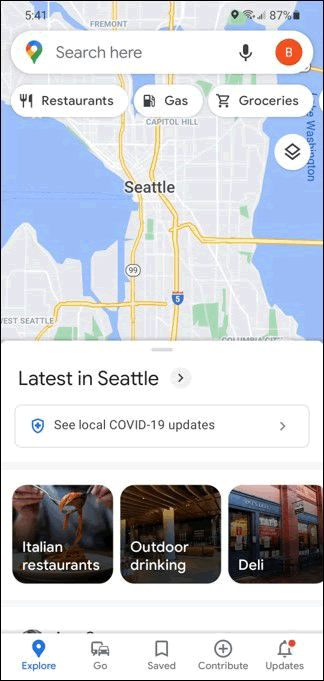 5:41
87%
FREMONT
Search here
B
Restaurants
Gas
Groceries
Washington
CAPITOL HILL
Seattle
99
5
WEST SEATTLE
COLUMBIA CITY
Latest in Seattle
See local COVID-19 updates
Italian
restaurants
Outdoor
drinking
Deli
Explore
Go
Saved
Contribute
Updates